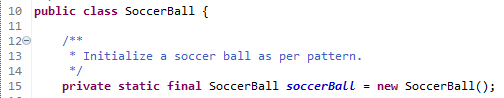 10 public class SoccerBall {
11
12 /**
13 * Initialize a soccer ball as per pattern.
14 */
15 private static final SoccerBall soccerBall = new SoccerBall();